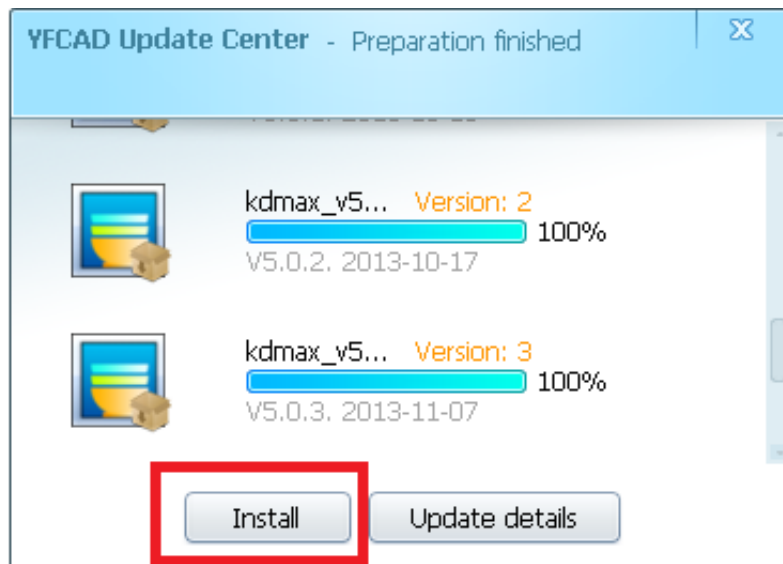 YFCAD Update Center - Preparation finished
kdmax_v5... Version: 2
100%
V5.0.2. 2013-10-17
kdmax_v5... Version: 3
100%
V5.0.3. 2013-11-07
Install Update details